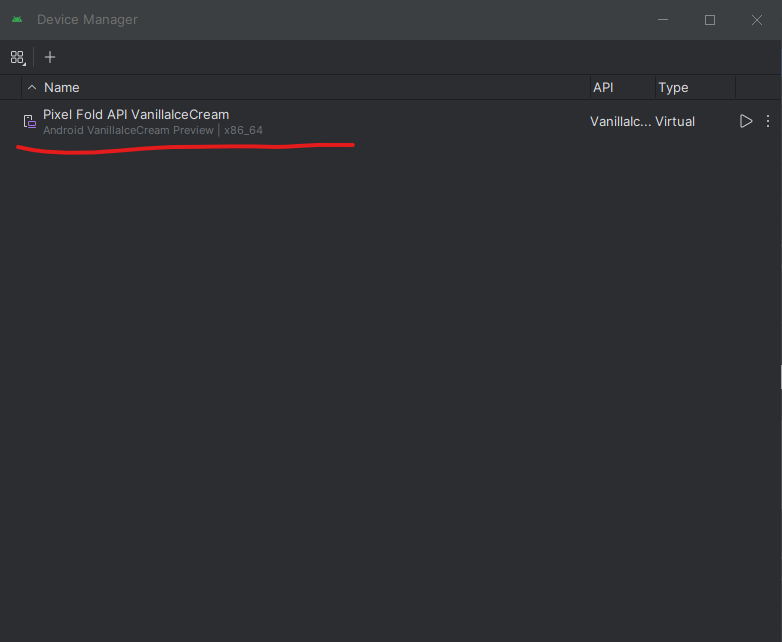 Device Manager
Name API Type
Pixel Fold API VanillaIceCream
Android VanillaIceCream Preview | x86_64
VanillaIc... Virtual